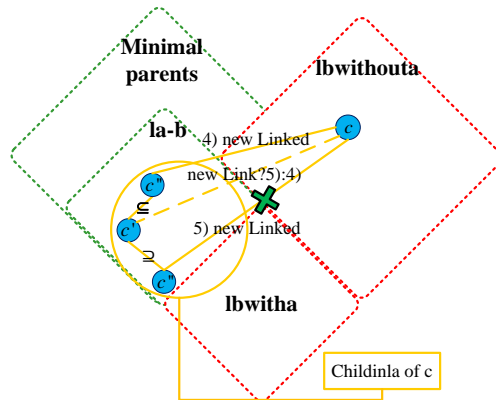 Minimal
parents
lbwithouta
la-b
c
4) new Linked
new Link?5):4)
c"
⊆
c'
5) new Linked
⊇
c"
lbwitha
Childinla of c